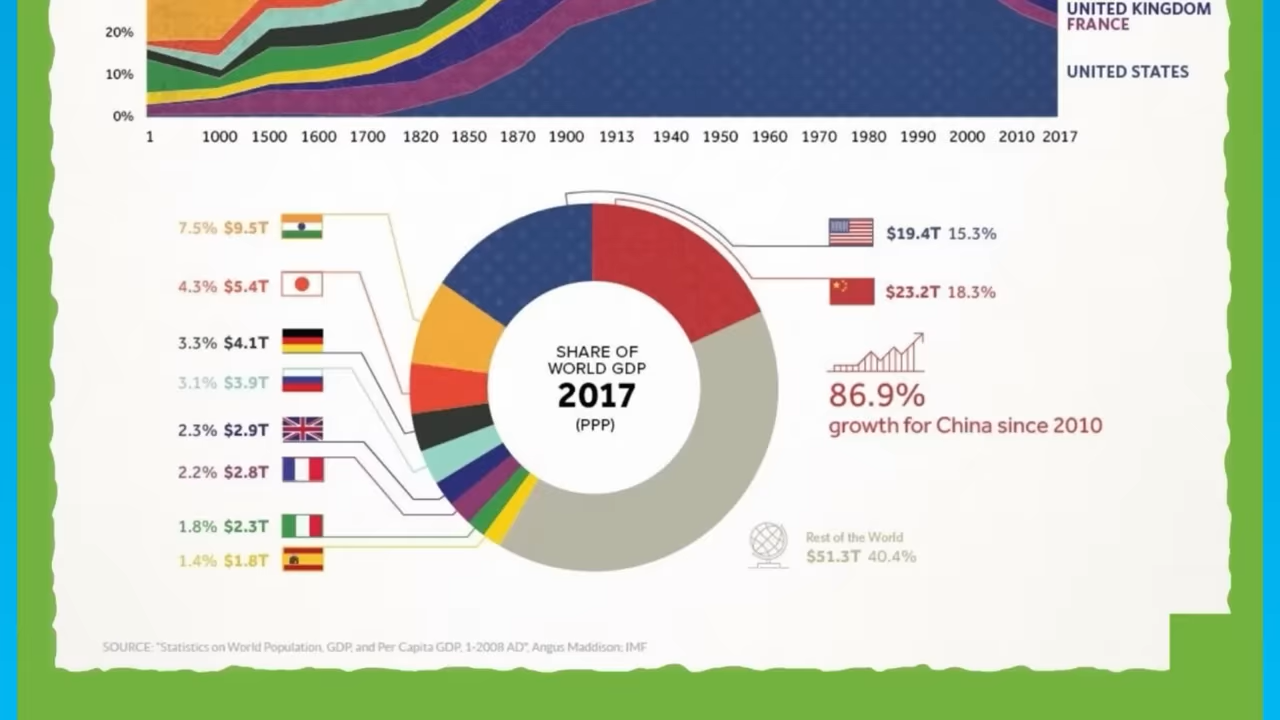 UNITED KINGDOM
20%
FRANCE
10%
UNITED STATES
0%
1 1000 1500 1600 1700 1820 1850 1870 1900 1913 1940 1950 1960 1970 1980 1990 2000 2010 2017
7.5% $9.5T
4.3% $5.4T
3.3% $4.1T
3.1% $3.9T
2.3% $2.9T
2.2% $2.8T
1.8% $2.3T
1.4% $1.8T
SHARE OF
WORLD GDP
2017
(PPP)
$19.4T 15.3%
$23.2T 18.3%
86.9%
growth for China since 2010
Rest of the World
$51.3T 40.4%
SOURCE: "Statistics on World Population, GDP, and Per Capita GDP, 1-2008 AD", Angus Maddison; IMF